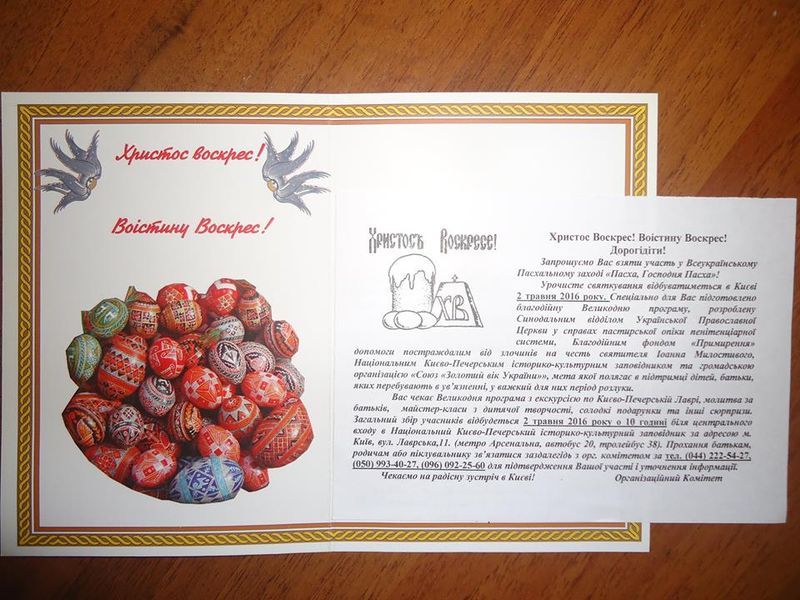 Христос воскрес!
Воістину Воскрес!
Христосъ Воскресе!
ХВ
Христос Воскрес! Воістину Воскрес!
Дорогідіти!
Запрошуємо Вас взяти участь у Всеукраїнському
Пасхальному заході «Пасха, Господня Пасха»!
Урочисте святкування відбуватиметься в Києві
2 травня 2016 року. Спеціально для Вас підготовлено
благодійну Великодню програму, розроблену
Синодальним відділом Української Православної
Церкви у справах пастирської опіки пенітенціарної
системи, Благодійним фондом «Примирення»
допомоги постраждалим від злочинів на честь святителя Іоанна Милостивого,
Національним Києво-Печерським історико-культурним заповідником та громадською
організацією «Союз «Золотий вік України»», мета якої полягає в підтримці дітей, батьки,
яких перебувають в ув'язненні, у важкий для них період розлуки.
Вас чекає Великодня програма з екскурсією по Києво-Печерській Лаврі, молитва за
батьків, майстер-класи з дитячої творчості, солодкі подарунки та інші сюрпризи.
Загальний збір учасників відбудеться 2 травня 2016 року о 10 годині біля центрального
входу в Національний Києво-Печерський історико-культурний заповідник за адресою м.
Київ, вул. Лаврська,11. (метро Арсенальна, автобус 20, тролейбус 38). Прохання батькам,
родичам або піклувальнику зв'язатися заздалегідь з орг. комітетом за тел. (044) 222-54-27,
(050) 993-40-27, (096) 092-25-60 для підтвердження Вашої участі і уточнення інформації.
Чекаємо на радісну зустріч в Києві! Організаційний Комітет